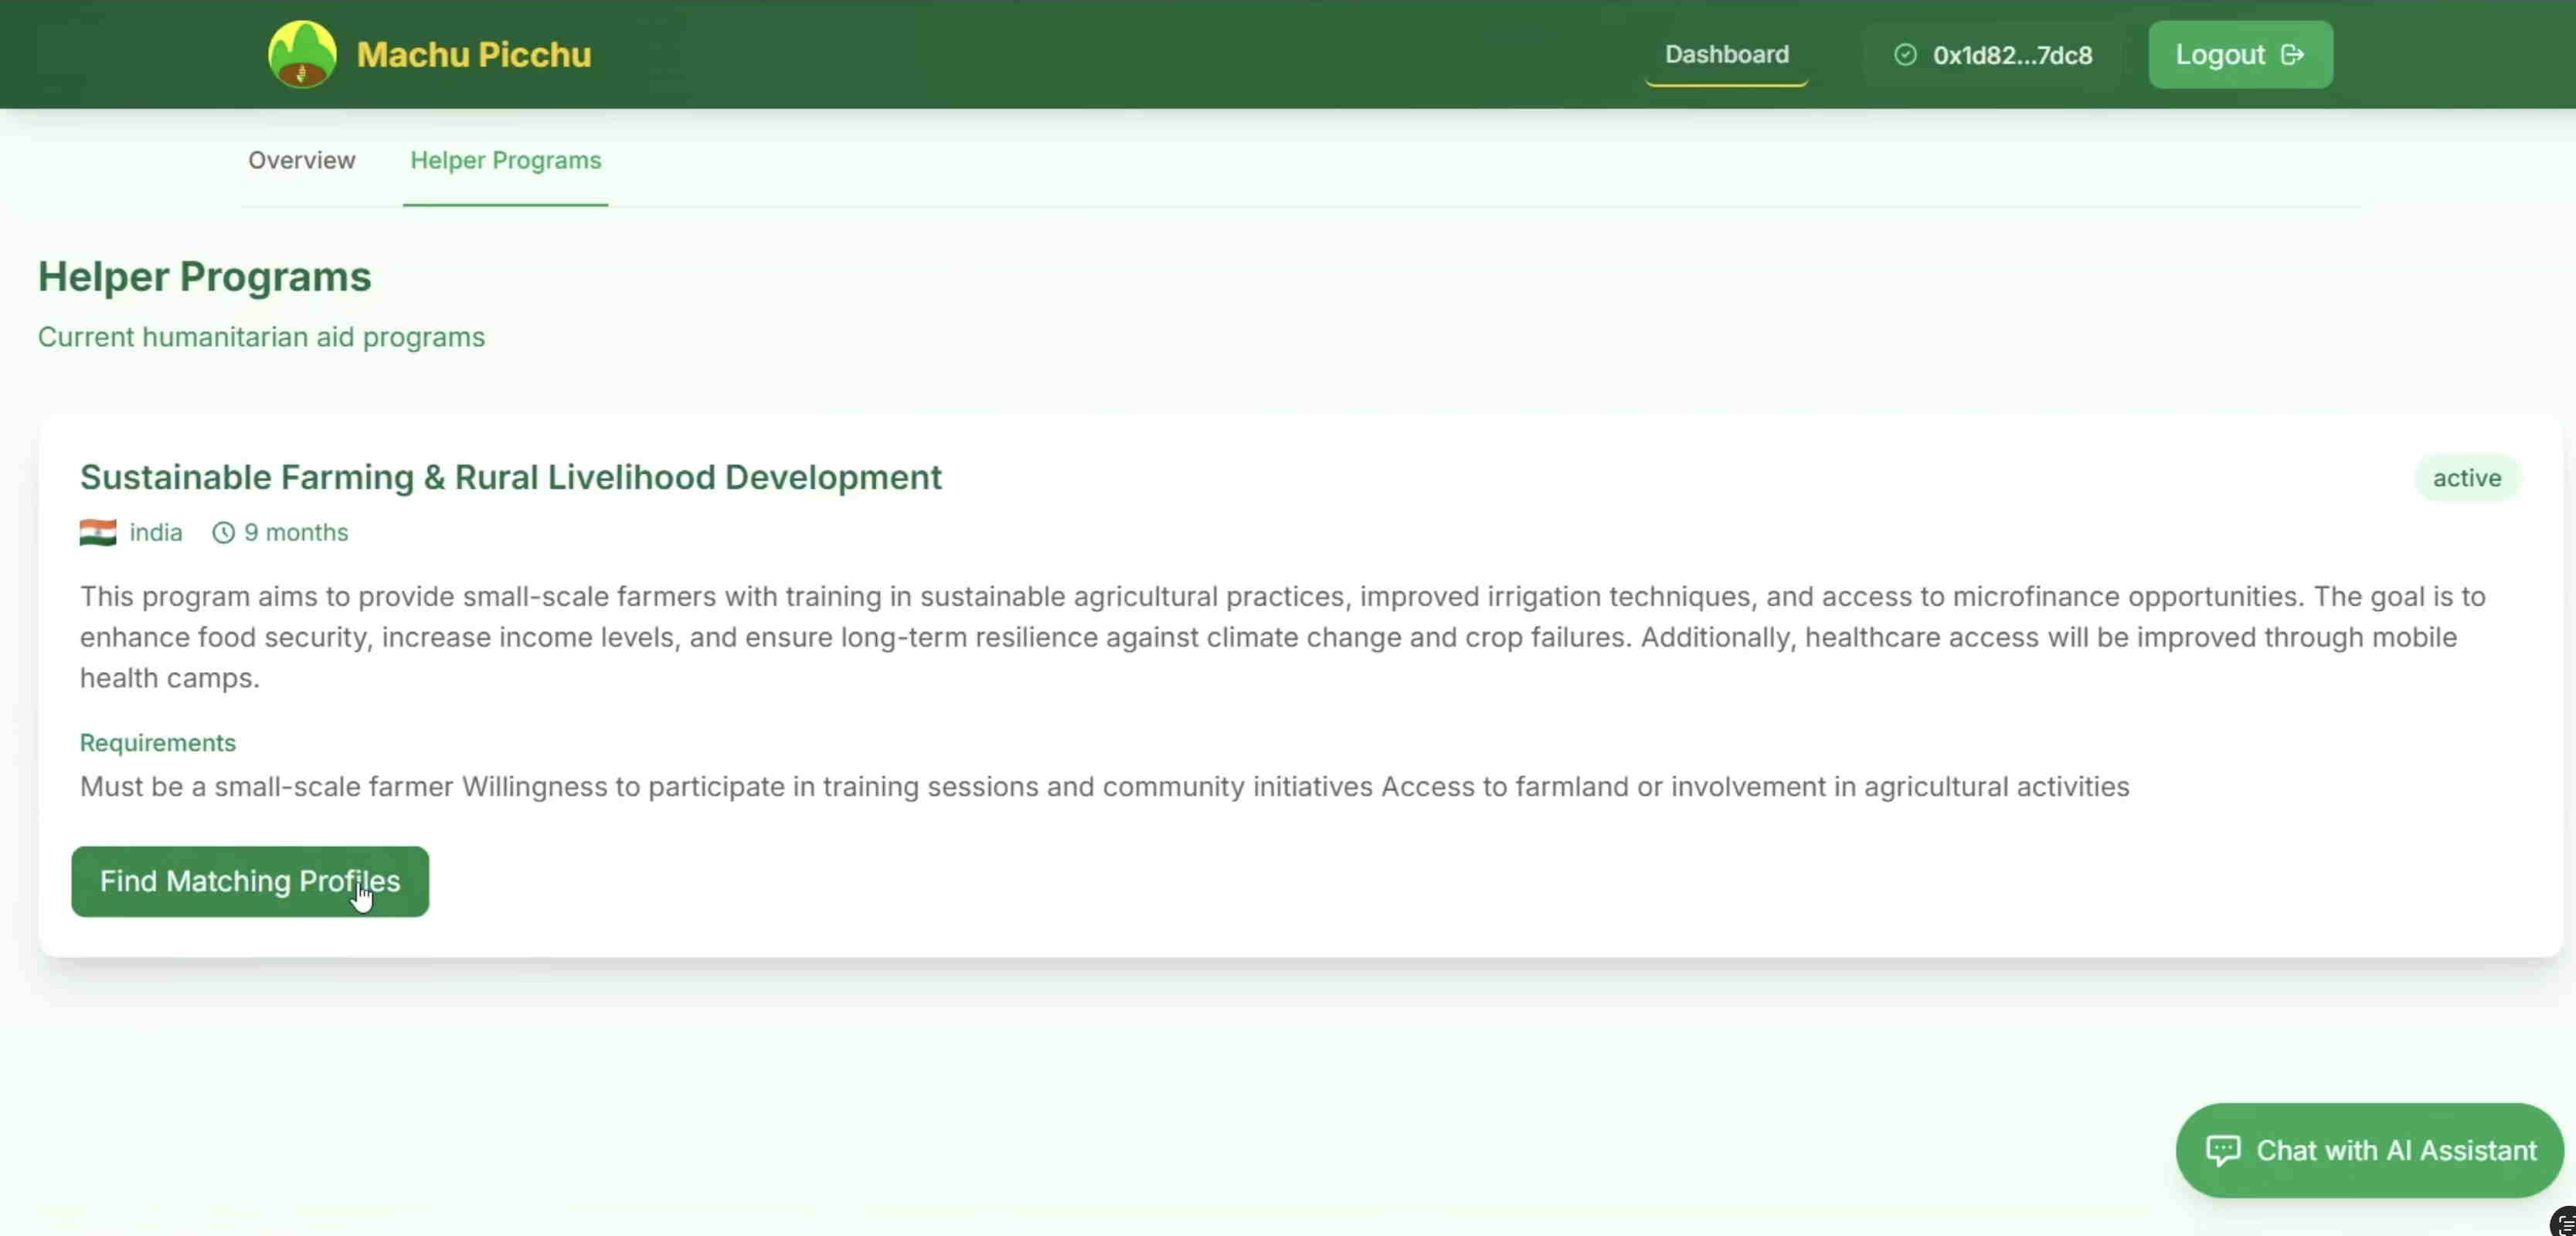 Machu Picchu
Dashboard
0x1d82...7dc8
Logout
Overview
Helper Programs
Helper Programs
Current humanitarian aid programs
Sustainable Farming & Rural Livelihood Development
active
india
9 months
This program aims to provide small-scale farmers with training in sustainable agricultural practices, improved irrigation techniques, and access to microfinance opportunities. The goal is to
enhance food security, increase income levels, and ensure long-term resilience against climate change and crop failures. Additionally, healthcare access will be improved through mobile
health camps.
Requirements
Must be a small-scale farmer Willingness to participate in training sessions and community initiatives Access to farmland or involvement in agricultural activities
Find Matching Profiles
Chat with AI Assistant